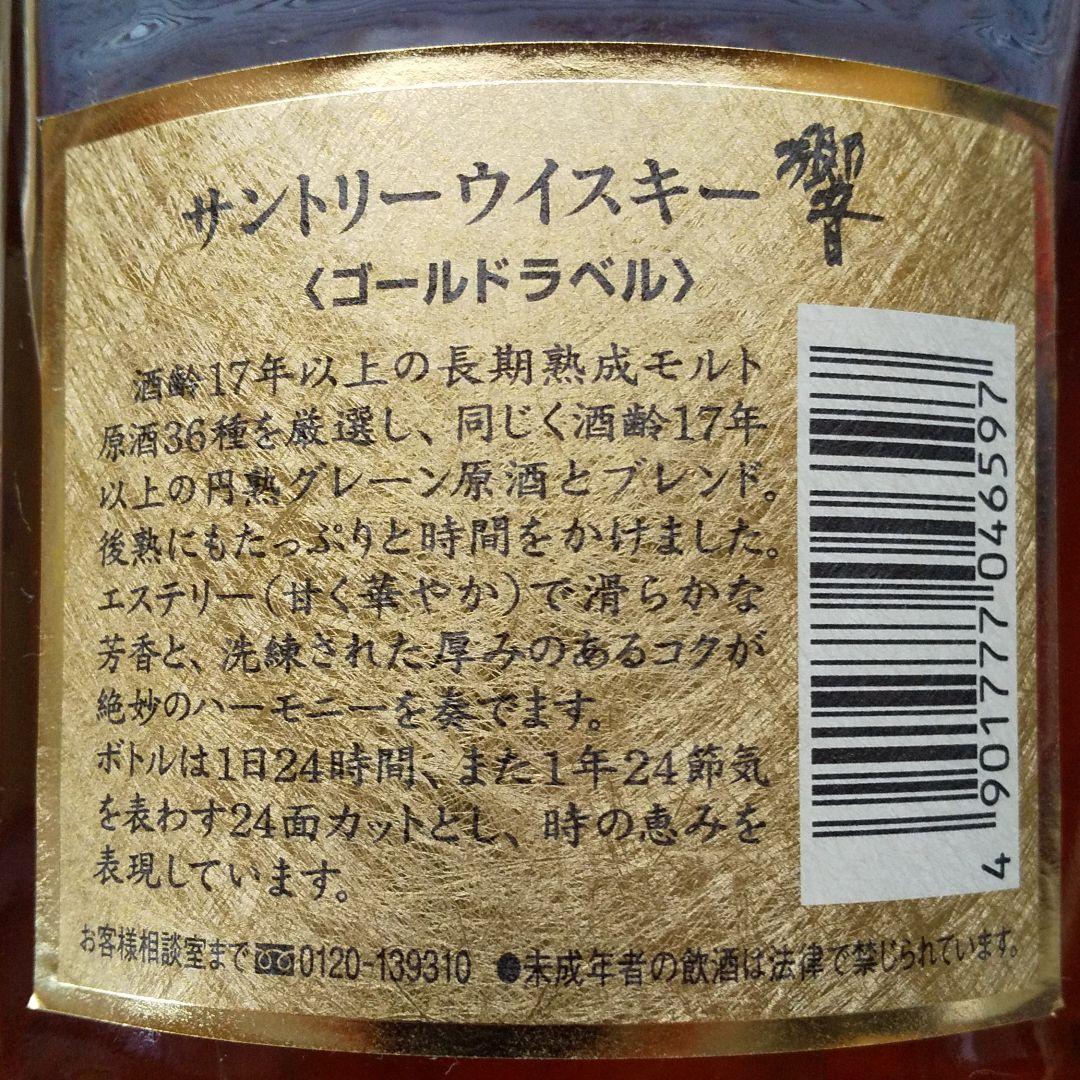 サントリーウイスキー響
〈ゴールドラベル〉
酒齢17年以上の長期熟成モルト
原酒36種を厳選し、同じく酒齢17年
以上の円熟グレーン原酒とブレンド。
後熟にもたっぷりと時間をかけました。
エステリー(甘く華やか)で滑らかな
芳香と、洗練された厚みのあるコクが
絶妙のハーモニーを奏でます。
ボトルは1日24時間、また1年24節気
を表わす24面カットとし、時の恵みを
表現しています。
お客様相談室まで 0120-139310 ●未成年者の飲酒は法律で禁じられています。
4901777046597